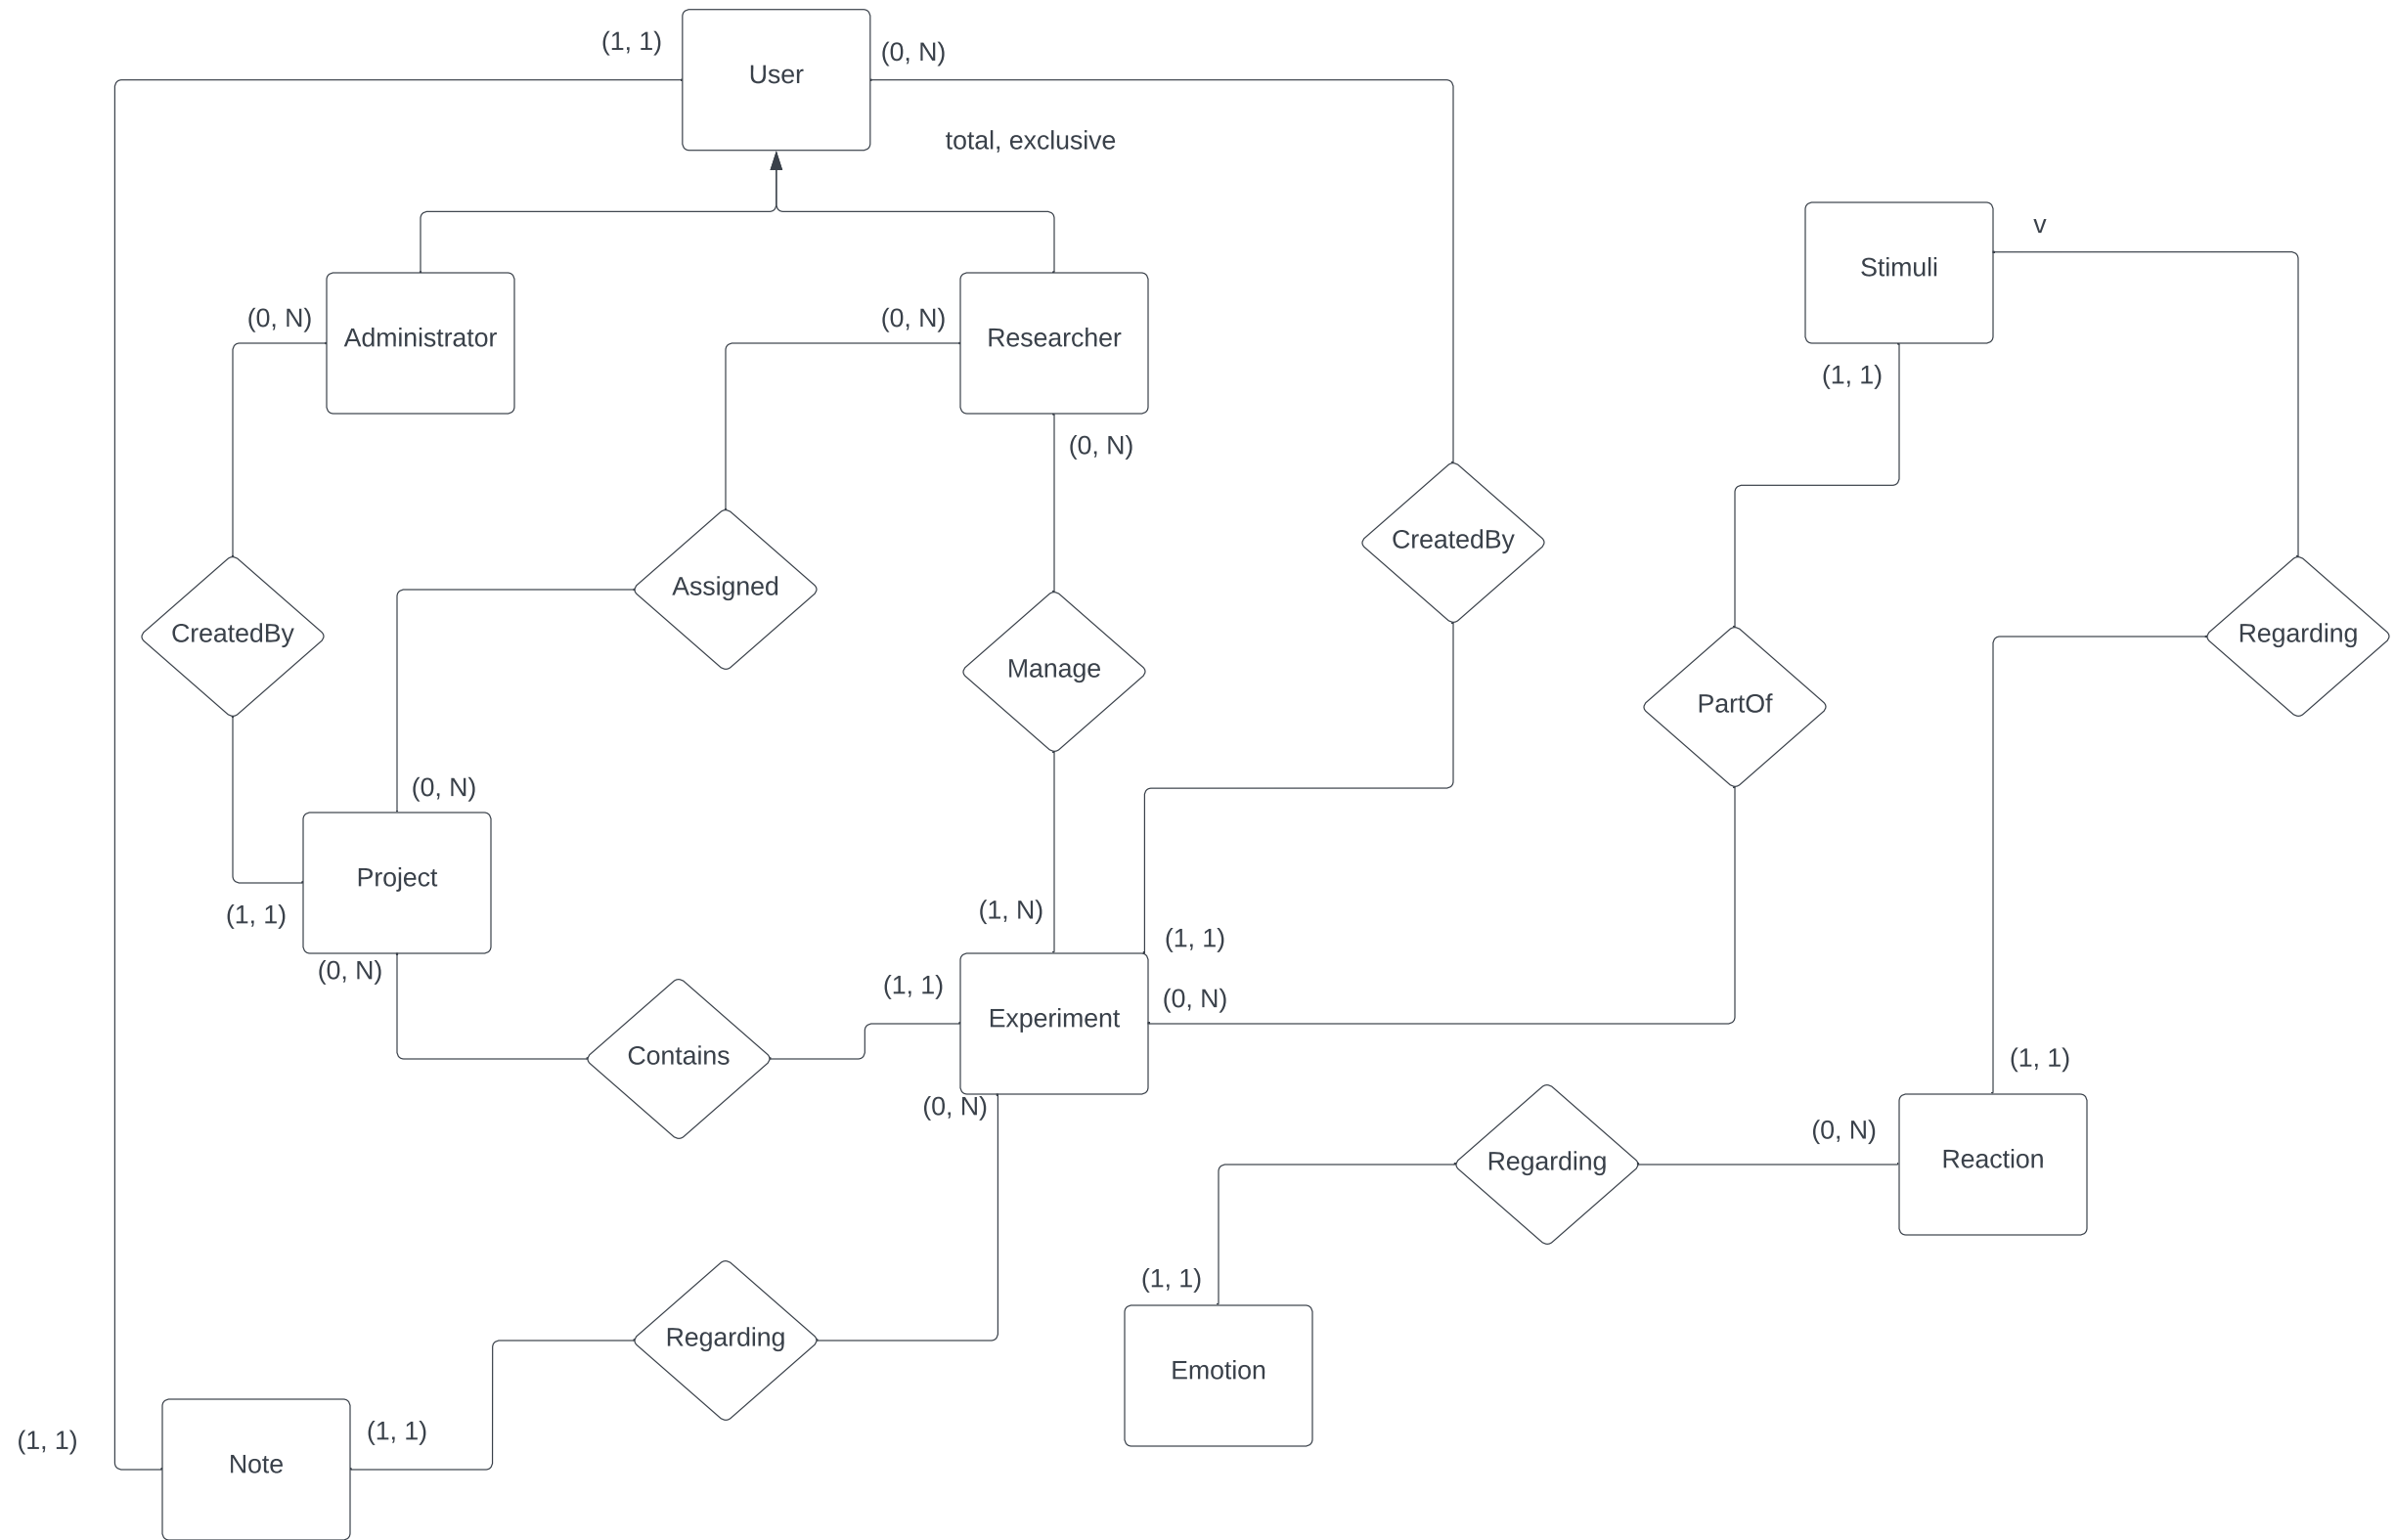 (1, 1)
User
(0, N)
total, exclusive
Stimuli
v
(0, N)
Administrator
(0, N)
Researcher
(1, 1)
(0, N)
CreatedBy
Assigned
CreatedBy
Manage
PartOf
Regarding
(0, N)
Project
(1, 1)
(1, N)
(1, 1)
(0, N)
(1, 1)
(0, N)
Experiment
Contains
(1, 1)
(0, N)
(0, N)
Regarding
Reaction
(1, 1)
Regarding
Emotion
(1, 1)
(1, 1)
Note